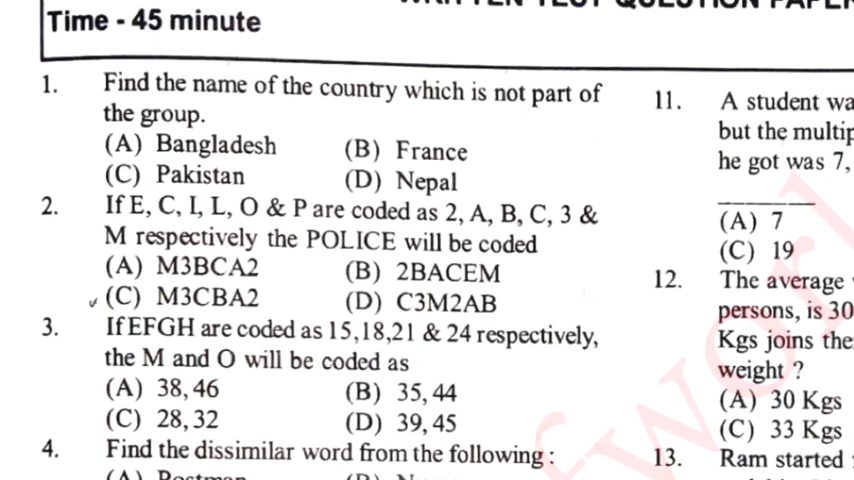 Time - 45 minute
1. Find the name of the country which is not part of
the group.
(A) Bangladesh (B) France
(C) Pakistan (D) Nepal
2. If E, C, I, L, O & P are coded as 2, A, B, C, 3 &
M respectively the POLICE will be coded
(A) M3BCA2 (B) 2BACEM
(C) M3CBA2 (D) C3M2AB
3. If EFGH are coded as 15,18,21 & 24 respectively,
the M and O will be coded as
(A) 38, 46 (B) 35, 44
(C) 28, 32 (D) 39, 45
4. Find the dissimilar word from the following :
(A) Postman
11. A student wa
but the multip
he got was 7,
(A) 7
(C) 19
12. The average
persons, is 30
Kgs joins the
weight ?
(A) 30 Kgs
(C) 33 Kgs
13. Ram started